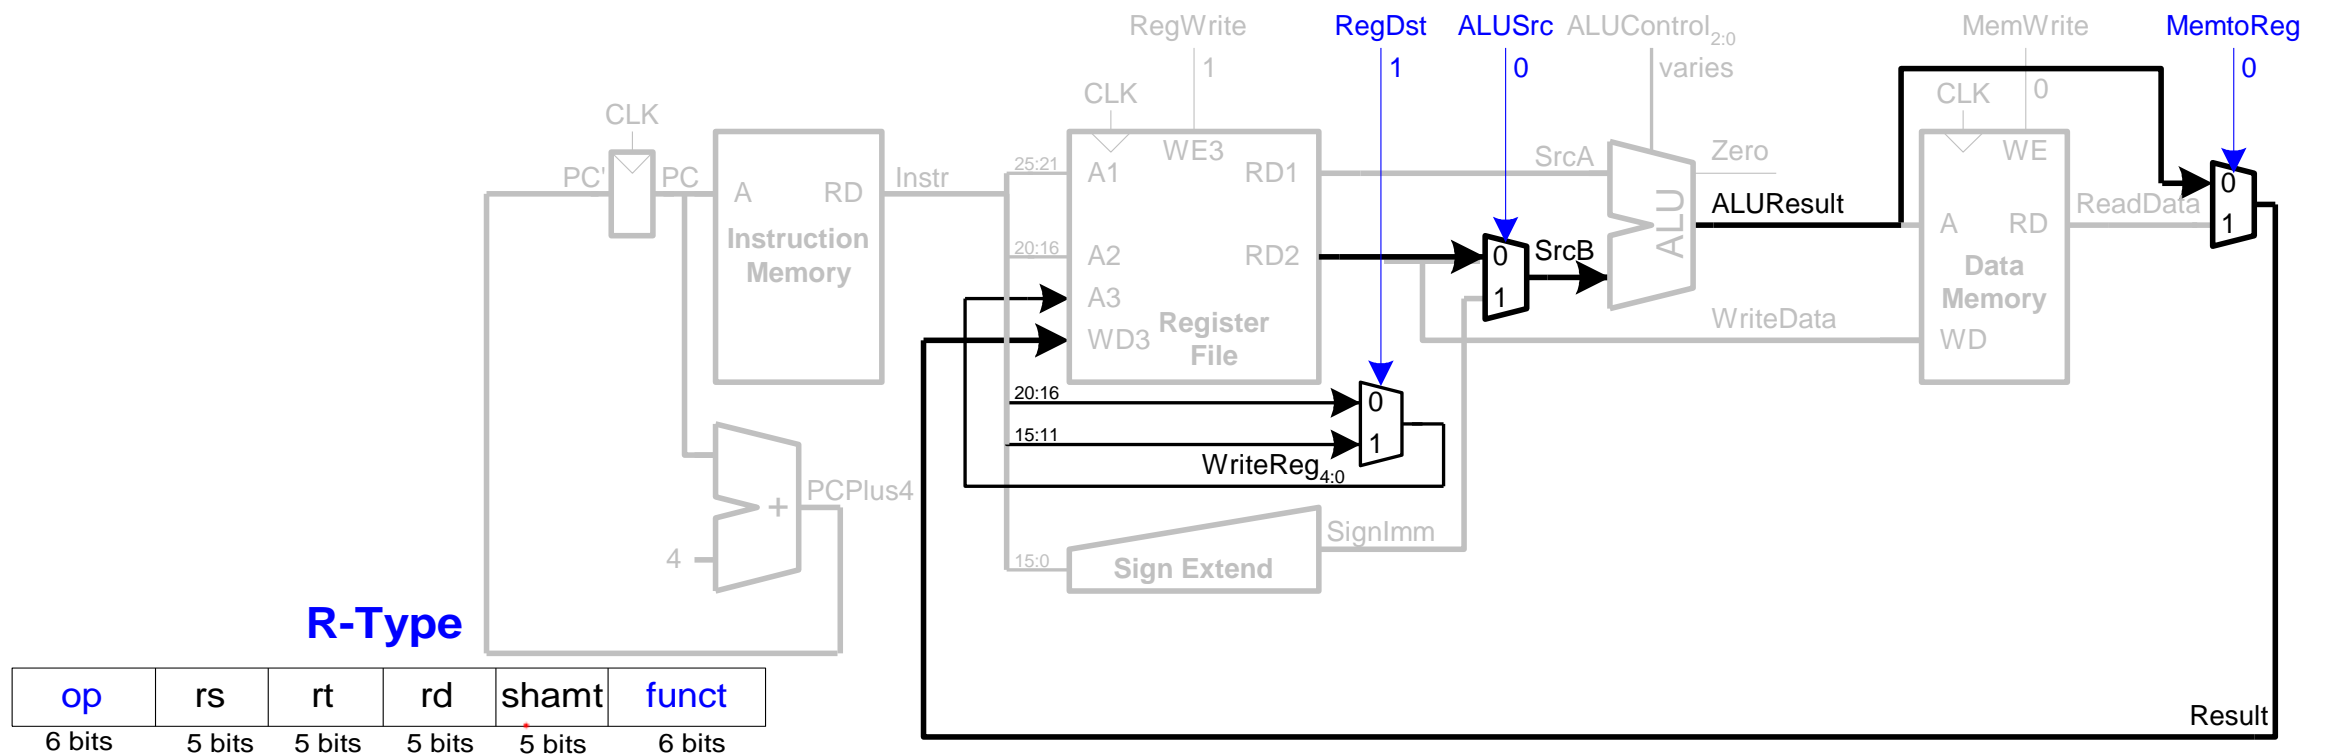 RegWrite RegDst ALUSrc ALUControl2:0 MemWrite MemtoReg
1 1 0 varies 0 0
CLK CLK CLK
PC' PC A RD Instr
Instruction
Memory
25:21 A1 WE3 RD1 SrcA Zero WE 0
20:16 A2 RD2 0 SrcB ALU ALUResult A RD ReadData 1
A3 1 Data
Memory
WD3 Register
File
WriteData WD
20:16 0
15:11 1
WriteReg4:0
PCPlus4
+
4
SignImm
15:0 Sign Extend
R-Type
op rs rt rd shamt funct
6 bits 5 bits 5 bits 5 bits 5 bits 6 bits
Result